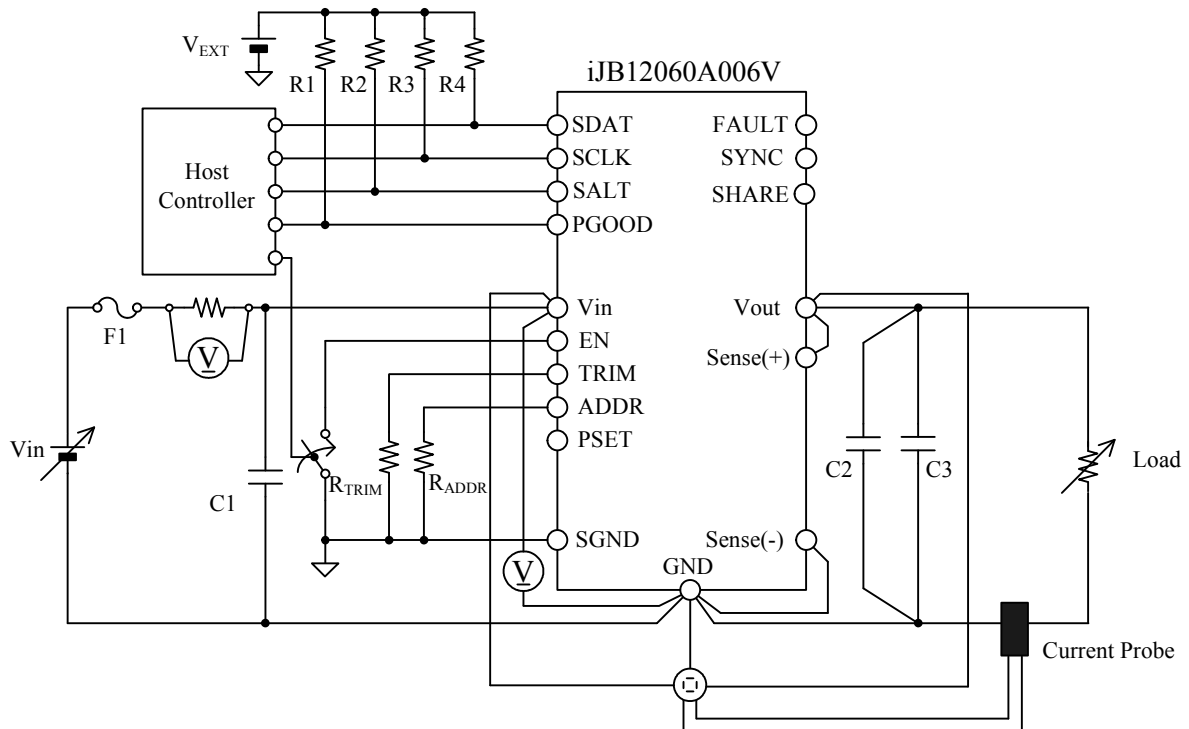 V_EXT
R1
R2
R3
R4
iJB12060A006V
Host
Controller
SDAT
SCLK
SALT
PGOOD
FAULT
SYNC
SHARE
F1
V
Vin
EN
TRIM
ADDR
PSET
SGND
Vout
Sense(+)
Sense(-)
GND
Vin
C1
R_TRIM
R_ADDR
V
C2
C3
Load
Current Probe